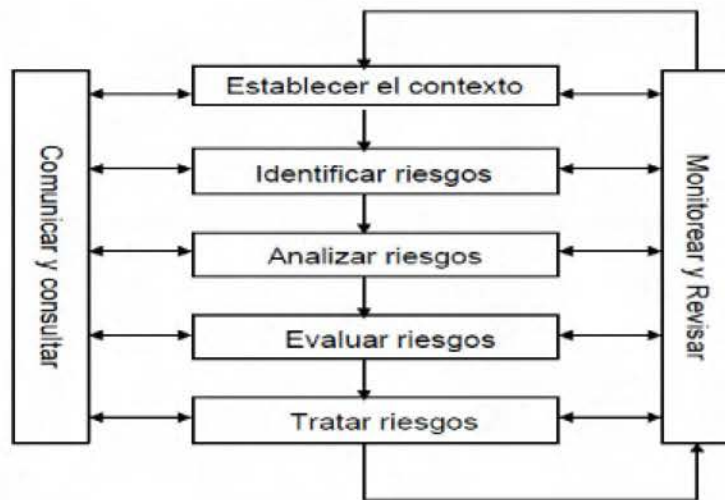 Establecer el contexto
Identificar riesgos
Analizar riesgos
Evaluar riesgos
Tratar riesgos
Comunicar y consultar
Monitorear y Revisar